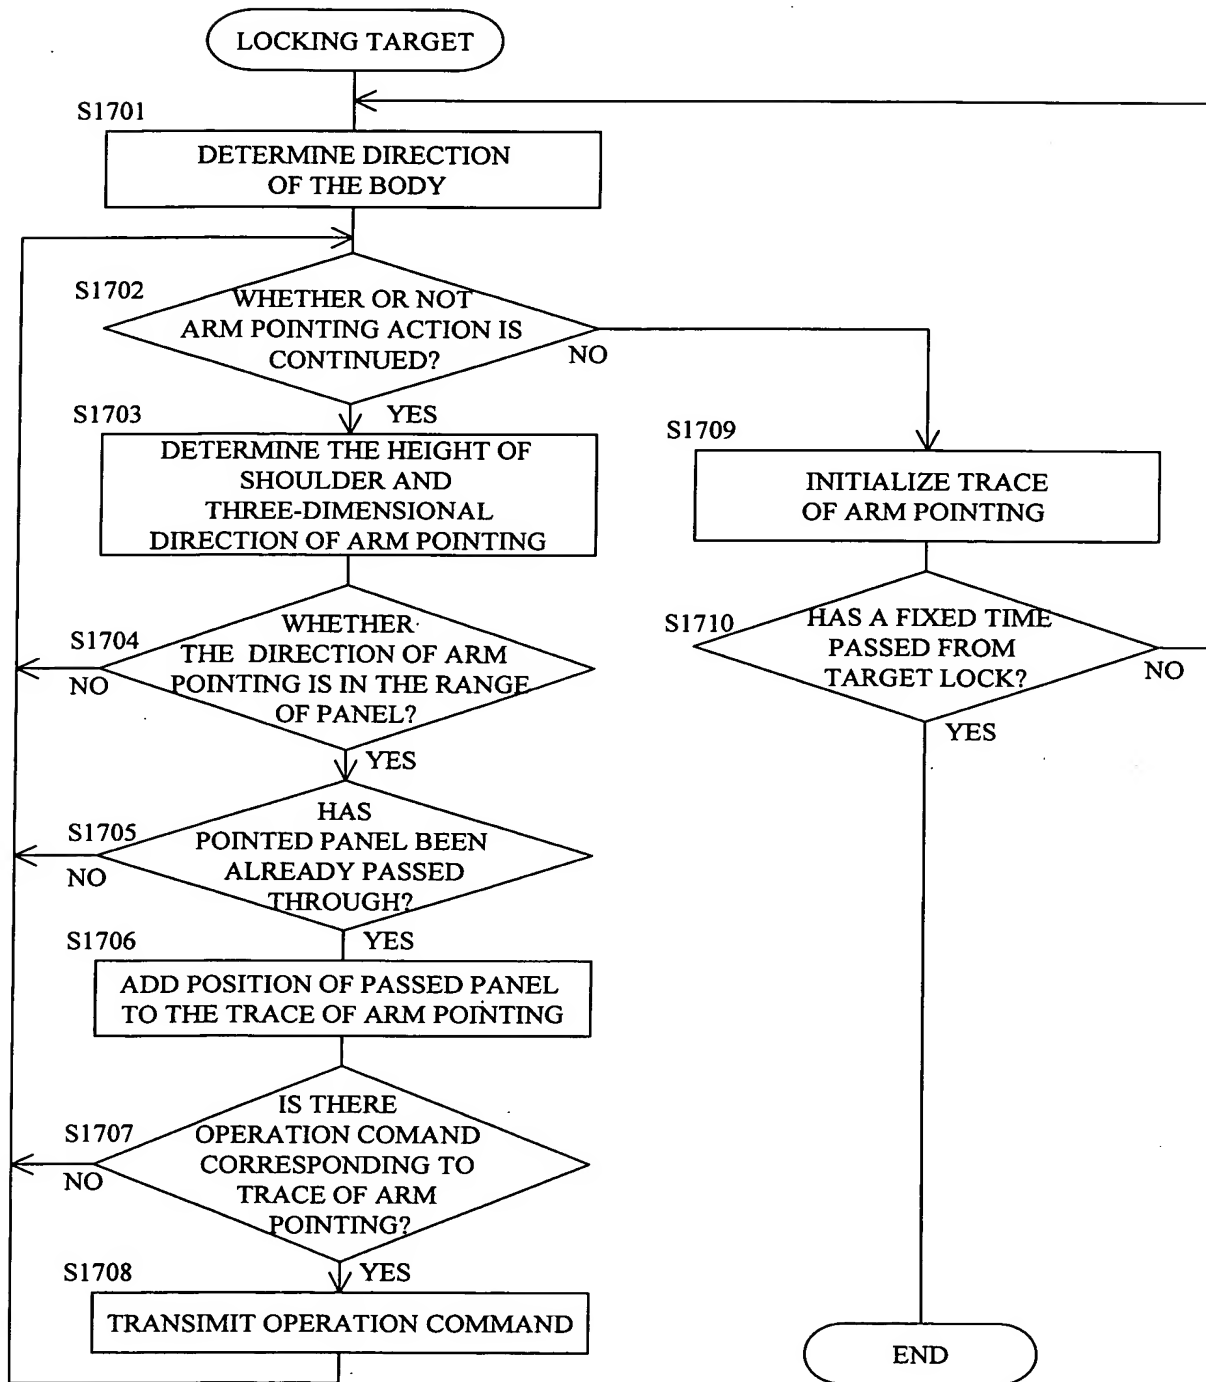 LOCKING TARGET
S1701
DETERMINE DIRECTION
OF THE BODY
S1702
WHETHER OR NOT
ARM POINTING ACTION IS
CONTINUED?
NO
YES
S1703
DETERMINE THE HEIGHT OF
SHOULDER AND
THREE-DIMENSIONAL
DIRECTION OF ARM POINTING
S1704
WHETHER
THE DIRECTION OF ARM
POINTING IS IN THE RANGE
OF PANEL?
NO
YES
S1705
HAS
POINTED PANEL BEEN
ALREADY PASSED
THROUGH?
NO
YES
S1706
ADD POSITION OF PASSED PANEL
TO THE TRACE OF ARM POINTING
S1707
IS THERE
OPERATION COMAND
CORRESPONDING TO
TRACE OF ARM
POINTING?
NO
YES
S1708
TRANSIMIT OPERATION COMMAND
S1709
INITIALIZE TRACE
OF ARM POINTING
S1710
HAS A FIXED TIME
PASSED FROM
TARGET LOCK?
NO
YES
END